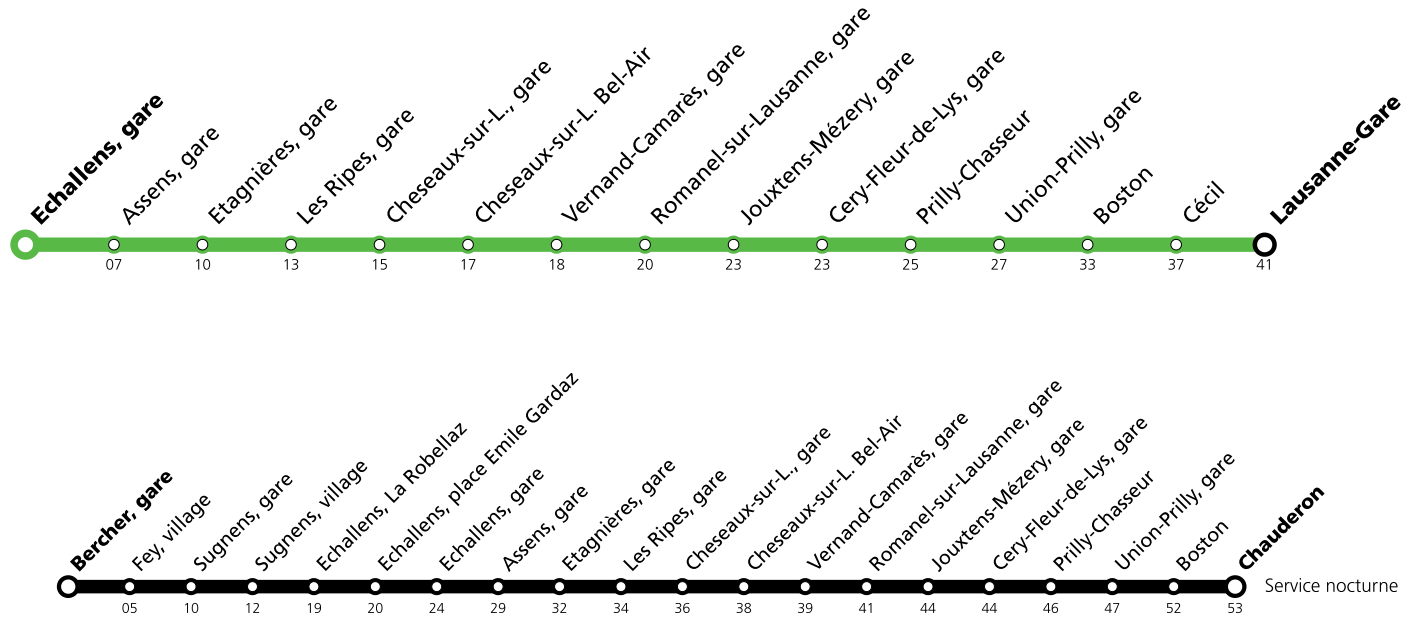 Echallens, gare
Assens, gare
Etagnières, gare
Les Ripes, gare
Cheseaux-sur-L., gare
Cheseaux-sur-L. Bel-Air
Vernand-Camarès, gare
Romanel-sur-Lausanne, gare
Jouxtens-Mézery, gare
Cery-Fleur-de-Lys, gare
Prilly-Chasseur
Union-Prilly, gare
Boston
Cécil
Lausanne-Gare
07 10 13 15 17 18 20 23 23 25 27 33 37 41
Bercher, gare
Fey, village
Sugnens, gare
Sugnens, village
Echallens, La Robellaz
Echallens, place Emile Gardaz
Echallens, gare
Assens, gare
Etagnières, gare
Les Ripes, gare
Cheseaux-sur-L., gare
Cheseaux-sur-L. Bel-Air
Vernand-Camarès, gare
Romanel-sur-Lausanne, gare
Jouxtens-Mézery, gare
Cery-Fleur-de-Lys, gare
Prilly-Chasseur
Union-Prilly, gare
Boston
Chauderon
Service nocturne
05 10 12 19 20 24 29 32 34 36 38 39 41 44 44 46 47 52 53